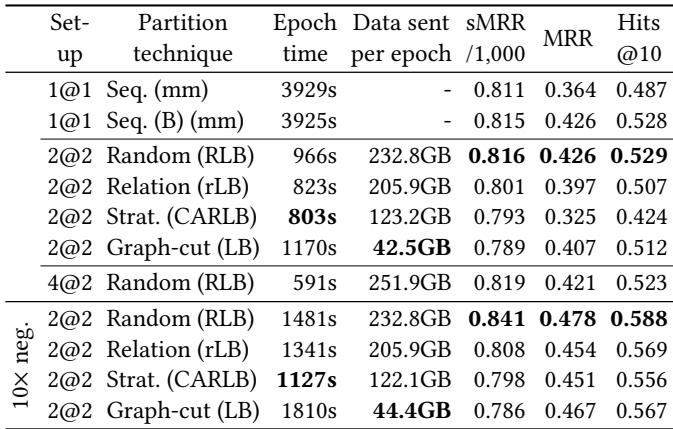 Set- Partition Epoch Data sent sMRR MRR Hits
up technique time per epoch /1,000 @10
1@1 Seq. (mm) 3929s - 0.811 0.364 0.487
1@1 Seq. (B) (mm) 3925s - 0.815 0.426 0.528
2@2 Random (RLB) 966s 232.8GB 0.816 0.426 0.529
2@2 Relation (rLB) 823s 205.9GB 0.801 0.397 0.507
2@2 Strat. (CARLB) 803s 123.2GB 0.793 0.325 0.424
2@2 Graph-cut (LB) 1170s 42.5GB 0.789 0.407 0.512
4@2 Random (RLB) 591s 251.9GB 0.819 0.421 0.523
10× neg.
2@2 Random (RLB) 1481s 232.8GB 0.841 0.478 0.588
2@2 Relation (rLB) 1341s 205.9GB 0.808 0.454 0.569
2@2 Strat. (CARLB) 1127s 122.1GB 0.798 0.451 0.556
2@2 Graph-cut (LB) 1810s 44.4GB 0.786 0.467 0.567